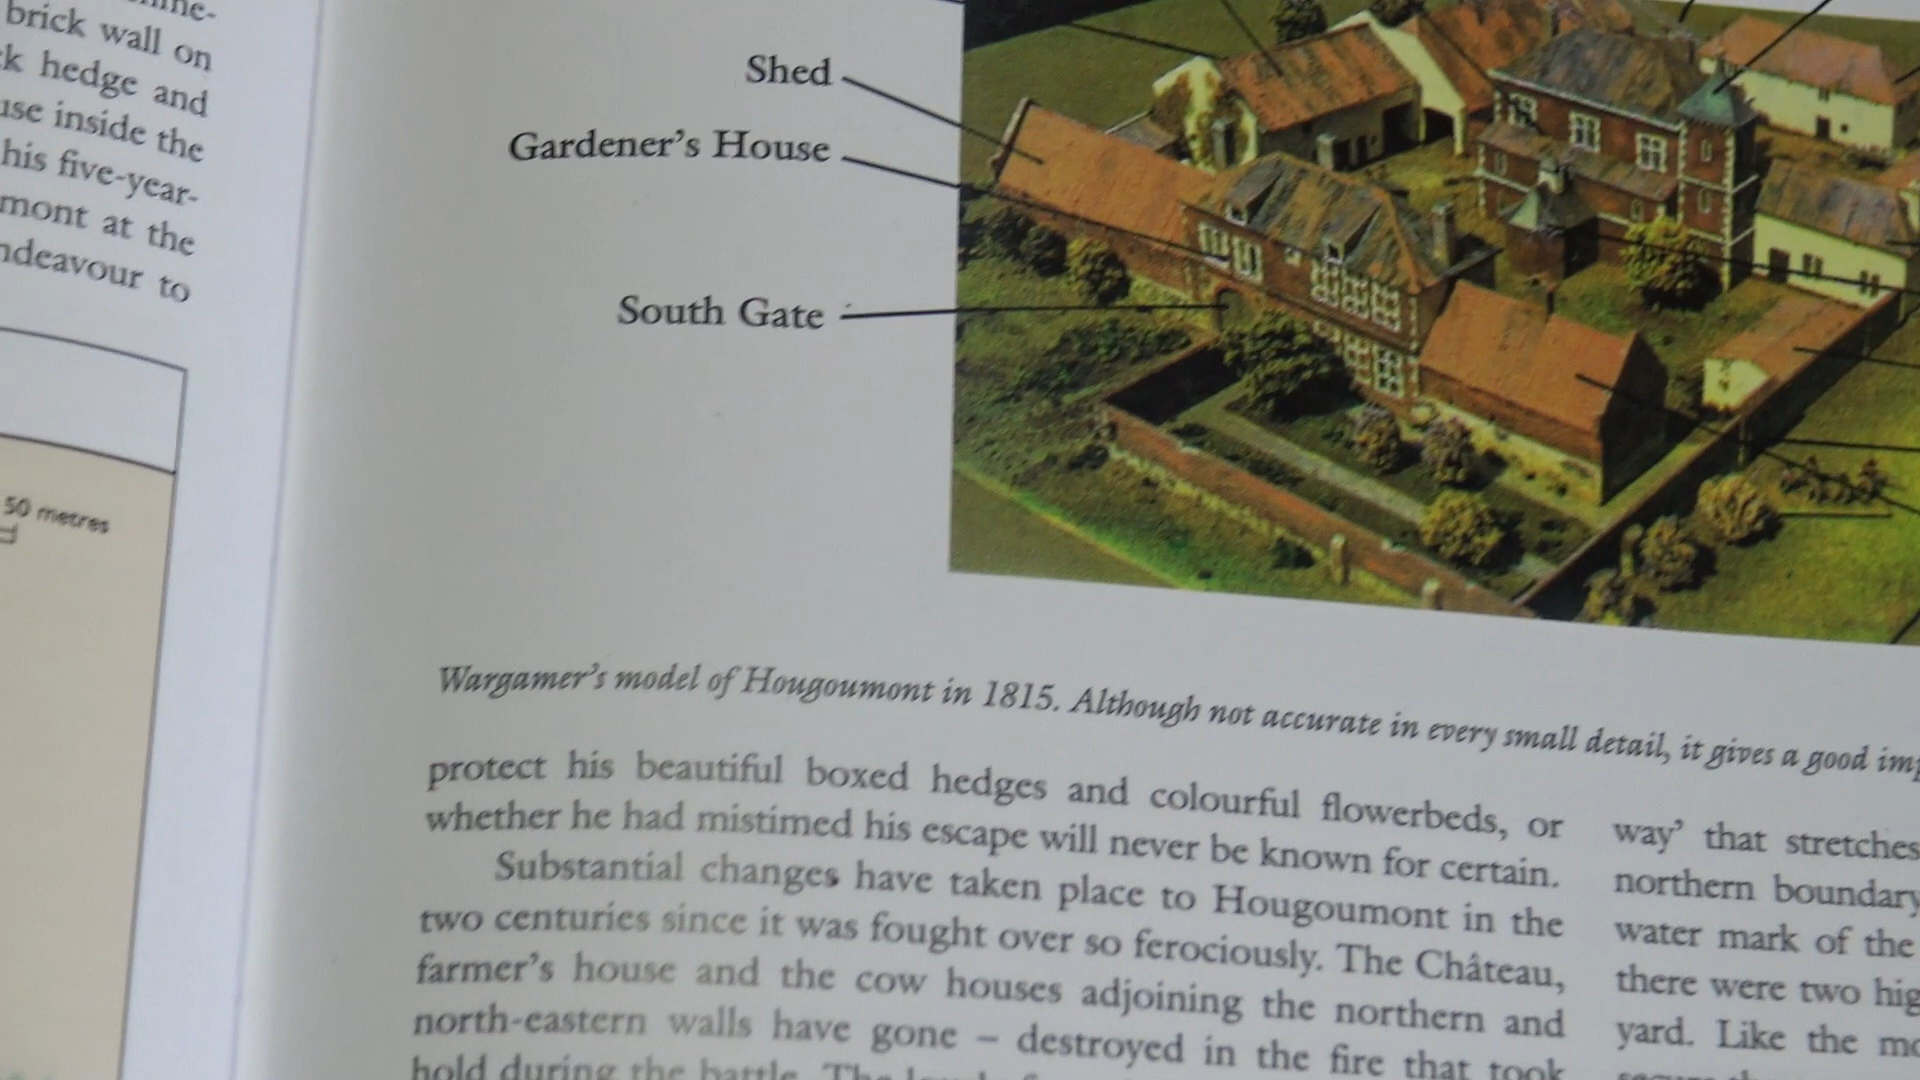 brick wall on
hedge and
inside the
his five-year-
at the
to
50 metres
Shed
Gardener's House
South Gate
Wargamer's model of Hougoumont in 1815. Although not accurate in every small detail, it gives a good
protect his beautiful boxed hedges and colourful flowerbeds, or
whether he had mistimed his escape will never be known for certain.
Substantial changes have taken place to Hougoumont in the
two centuries since it was fought over so ferociously. The Château,
farmer's house and the cow houses adjoining the northern and
north-eastern walls have gone – destroyed in the fire that took
hold during the battle. The
way' that stretches
northern boundary
water mark of the
there were two
yard. Like the